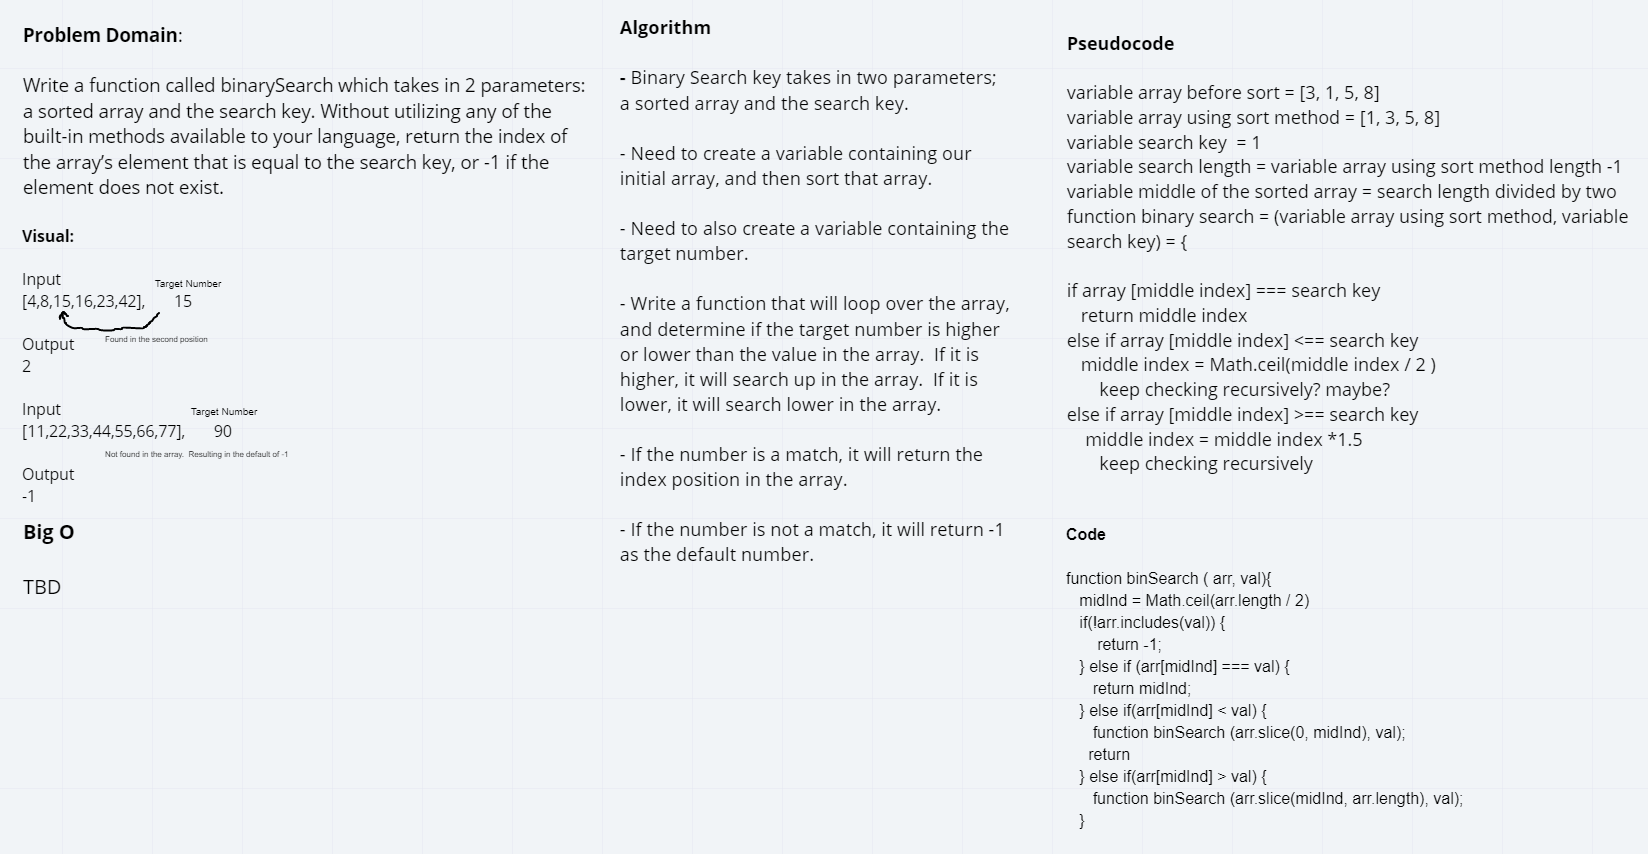 Problem Domain:
Write a function called binarySearch which takes in 2 parameters:
a sorted array and the search key. Without utilizing any of the
built-in methods available to your language, return the index of
the array’s element that is equal to the search key, or -1 if the
element does not exist.
Visual:
Input
Target Number
[4,8,15,16,23,42], 15
Found in the second position
Output
2
Input
Target Number
[11,22,33,44,55,66,77], 90
Not found in the array. Resulting in the default of -1
Output
-1
Big O
TBD
Algorithm
- Binary Search key takes in two parameters;
a sorted array and the search key.
- Need to create a variable containing our
initial array, and then sort that array.
- Need to also create a variable containing the
target number.
- Write a function that will loop over the array,
and determine if the target number is higher
or lower than the value in the array. If it is
higher, it will search up in the array. If it is
lower, it will search lower in the array.
- If the number is a match, it will return the
index position in the array.
- If the number is not a match, it will return -1
as the default number.
Pseudocode
variable array before sort = [3, 1, 5, 8]
variable array using sort method = [1, 3, 5, 8]
variable search key = 1
variable search length = variable array using sort method length -1
variable middle of the sorted array = search length divided by two
function binary search = (variable array using sort method, variable
search key) = {
if array [middle index] === search key
return middle index
else if array [middle index] <== search key
middle index = Math.ceil(middle index / 2 )
keep checking recursively? maybe?
else if array [middle index] >== search key
middle index = middle index *1.5
keep checking recursively
Code
function binSearch ( arr, val){
midInd = Math.ceil(arr.length / 2)
if(!arr.includes(val)) {
return -1;
} else if (arr[midInd] === val) {
return midInd;
} else if(arr[midInd] < val) {
function binSearch (arr.slice(0, midInd), val);
return
} else if(arr[midInd] > val) {
function binSearch (arr.slice(midInd, arr.length), val);
}